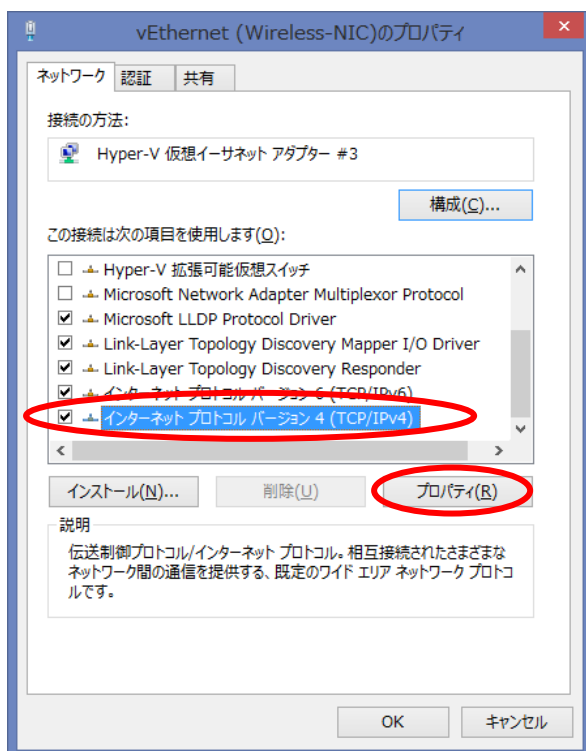 vEthernet (Wireless-NIC)のプロパティ
ネットワーク 認証 共有
接続の方法:
Hyper-V 仮想イーサネット アダプター #3
構成(C)...
この接続は次の項目を使用します(O):
Hyper-V 拡張可能仮想スイッチ
Microsoft Network Adapter Multiplexor Protocol
Microsoft LLDP Protocol Driver
Link-Layer Topology Discovery Mapper I/O Driver
Link-Layer Topology Discovery Responder
インターネット プロトコル バージョン 6 (TCP/IPv6)
インターネット プロトコル バージョン 4 (TCP/IPv4)
インストール(N)... 削除(U) プロパティ(R)
説明
伝送制御プロトコル/インターネット プロトコル。相互接続されたさまざまな
ネットワーク間の通信を提供する、既定のワイド エリア ネットワーク プロトコ
ルです。
OK キャンセル